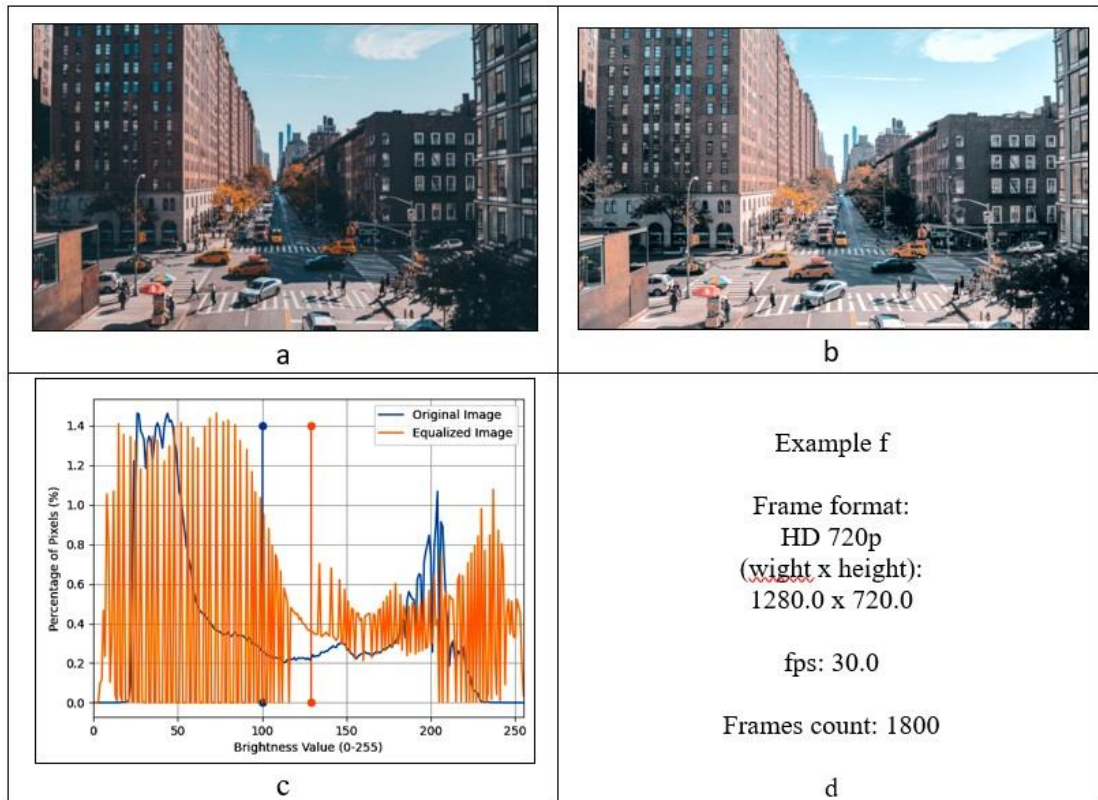 a
b
Original Image
Equalized Image
Percentage of Pixels (%)
1.4
1.2
1.0
0.8
0.6
0.4
0.2
0.0
0 50 100 150 200 250
Brightness Value (0-255)
c
Example f
Frame format:
HD 720p
(wight x height):
1280.0 x 720.0
fps: 30.0
Frames count: 1800
d